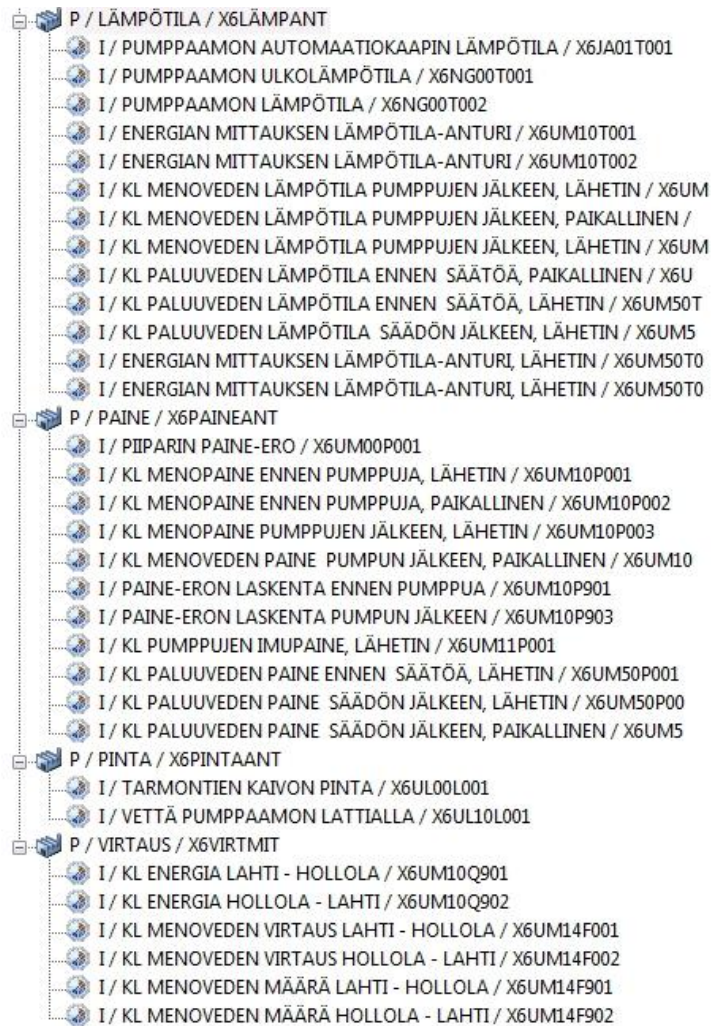 P / LÄMPÖTILA / X6LÄMPANT
I / PUMPPAAMON AUTOMAATIOKAAPIN LÄMPÖTILA / X6JA01T001
I / PUMPPAAMON ULKOLÄMPÖTILA / X6NG00T001
I / PUMPPAAMON LÄMPÖTILA / X6NG00T002
I / ENERGIAN MITTAUKSEN LÄMPÖTILA-ANTURI / X6UM10T001
I / ENERGIAN MITTAUKSEN LÄMPÖTILA-ANTURI / X6UM10T002
I / KL MENOVEDEN LÄMPÖTILA PUMPPUJEN JÄLKEEN, LÄHETIN / X6UM
I / KL MENOVEDEN LÄMPÖTILA PUMPPUJEN JÄLKEEN, PAIKALLINEN /
I / KL MENOVEDEN LÄMPÖTILA PUMPPUJEN JÄLKEEN, LÄHETIN / X6UM
I / KL PALUUVEDEN LÄMPÖTILA ENNEN  SÄÄTÖÄ, PAIKALLINEN / X6U
I / KL PALUUVEDEN LÄMPÖTILA ENNEN  SÄÄTÖÄ, LÄHETIN / X6UM50T
I / KL PALUUVEDEN LÄMPÖTILA  SÄÄDÖN JÄLKEEN, LÄHETIN / X6UM5
I / ENERGIAN MITTAUKSEN LÄMPÖTILA-ANTURI, LÄHETIN / X6UM50T0
I / ENERGIAN MITTAUKSEN LÄMPÖTILA-ANTURI, LÄHETIN / X6UM50T0
P / PAINE / X6PAINEANT
I / PIIPARIN PAINE-ERO / X6UM00P001
I / KL MENOPAINE ENNEN PUMPPUJA, LÄHETIN / X6UM10P001
I / KL MENOPAINE ENNEN PUMPPUJA, PAIKALLINEN / X6UM10P002
I / KL MENOPAINE PUMPPUJEN JÄLKEEN, LÄHETIN / X6UM10P003
I / KL MENOVEDEN PAINE  PUMPUN JÄLKEEN, PAIKALLINEN / X6UM10
I / PAINE-ERON LASKENTA ENNEN PUMPPUA / X6UM10P901
I / PAINE-ERON LASKENTA PUMPUN JÄLKEEN / X6UM10P903
I / KL PUMPPUJEN IMUPAINE, LÄHETIN / X6UM11P001
I / KL PALUUVEDEN PAINE ENNEN  SÄÄTÖÄ, LÄHETIN / X6UM50P001
I / KL PALUUVEDEN PAINE  SÄÄDÖN JÄLKEEN, LÄHETIN / X6UM50P00
I / KL PALUUVEDEN PAINE  SÄÄDÖN JÄLKEEN, PAIKALLINEN / X6UM5
P / PINTA / X6PINTAANT
I / TARMONTIEN KAIVON PINTA / X6UL00L001
I / VETTÄ PUMPPAAMON LATTIALLA / X6UL10L001
P / VIRTAUS / X6VIRTMIT
I / KL ENERGIA LAHTI - HOLLOLA / X6UM10Q901
I / KL ENERGIA HOLLOLA - LAHTI / X6UM10Q902
I / KL MENOVEDEN VIRTAUS LAHTI - HOLLOLA / X6UM14F001
I / KL MENOVEDEN VIRTAUS HOLLOLA - LAHTI / X6UM14F002
I / KL MENOVEDEN MÄÄRÄ LAHTI - HOLLOLA / X6UM14F901
I / KL MENOVEDEN MÄÄRÄ HOLLOLA - LAHTI / X6UM14F902